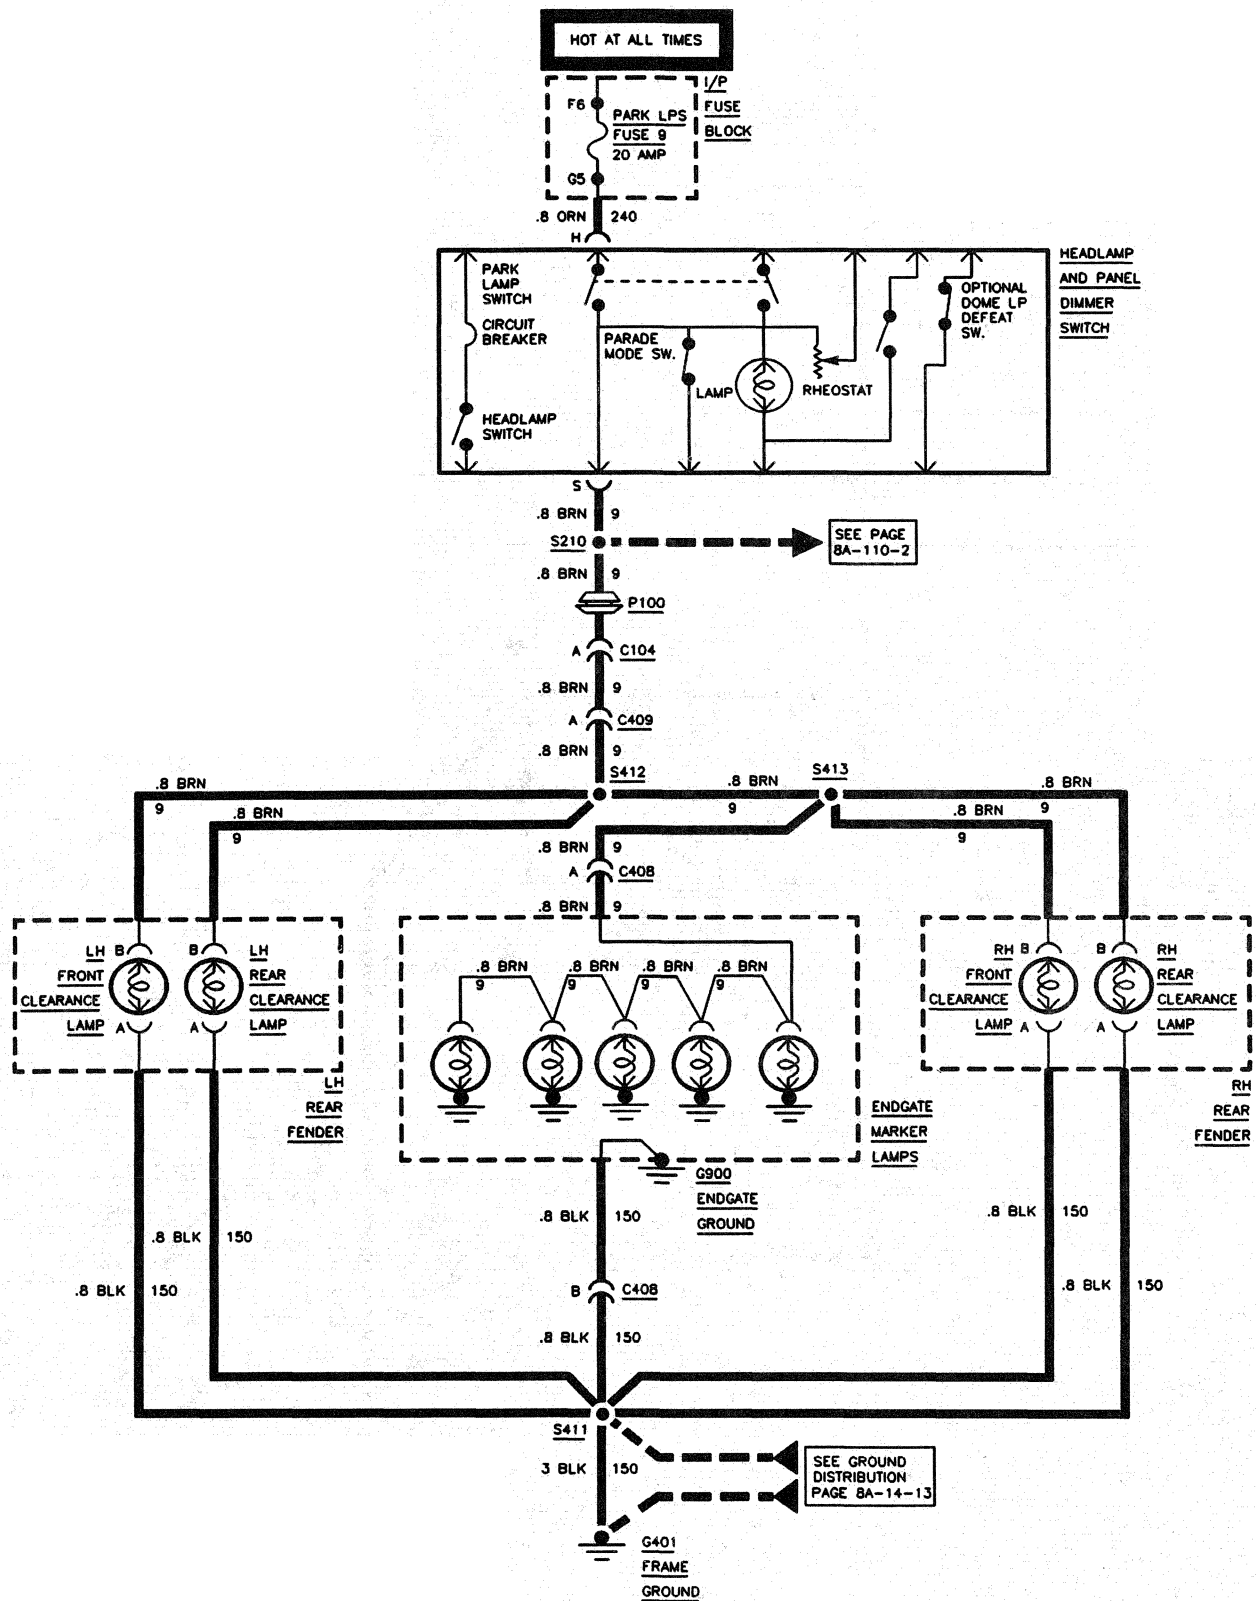 HOT AT ALL TIMES
I/P
FUSE
BLOCK
F6
PARK LPS
FUSE 9
20 AMP
G5
.8 ORN 240
H
HEADLAMP
AND PANEL
DIMMER
SWITCH
PARK
LAMP
SWITCH
CIRCUIT
BREAKER
HEADLAMP
SWITCH
PARADE
MODE SW.
LAMP
RHEOSTAT
OPTIONAL
DOME LP
DEFEAT
SW.
S
.8 BRN 9
S210
SEE PAGE
8A-110-2
.8 BRN 9
P100
A C104
.8 BRN 9
A C409
.8 BRN 9
S412
S413
.8 BRN
9
.8 BRN
9
.8 BRN
9
.8 BRN
9
.8 BRN
9
.8 BRN 9
A C408
.8 BRN 9
LH B
FRONT
CLEARANCE
LAMP A
B LH
REAR
CLEARANCE
A LAMP
LH
REAR
FENDER
.8 BRN
9
.8 BRN
9
.8 BRN
9
.8 BRN
9
ENDGATE
MARKER
LAMPS
RH B
FRONT
CLEARANCE
LAMP A
B RH
REAR
CLEARANCE
A LAMP
RH
REAR
FENDER
G900
ENDGATE
GROUND
.8 BLK 150
.8 BLK 150
.8 BLK 150
.8 BLK 150
.8 BLK 150
B C408
.8 BLK 150
S411
3 BLK 150
SEE GROUND
DISTRIBUTION
PAGE 8A-14-13
G401
FRAME
GROUND